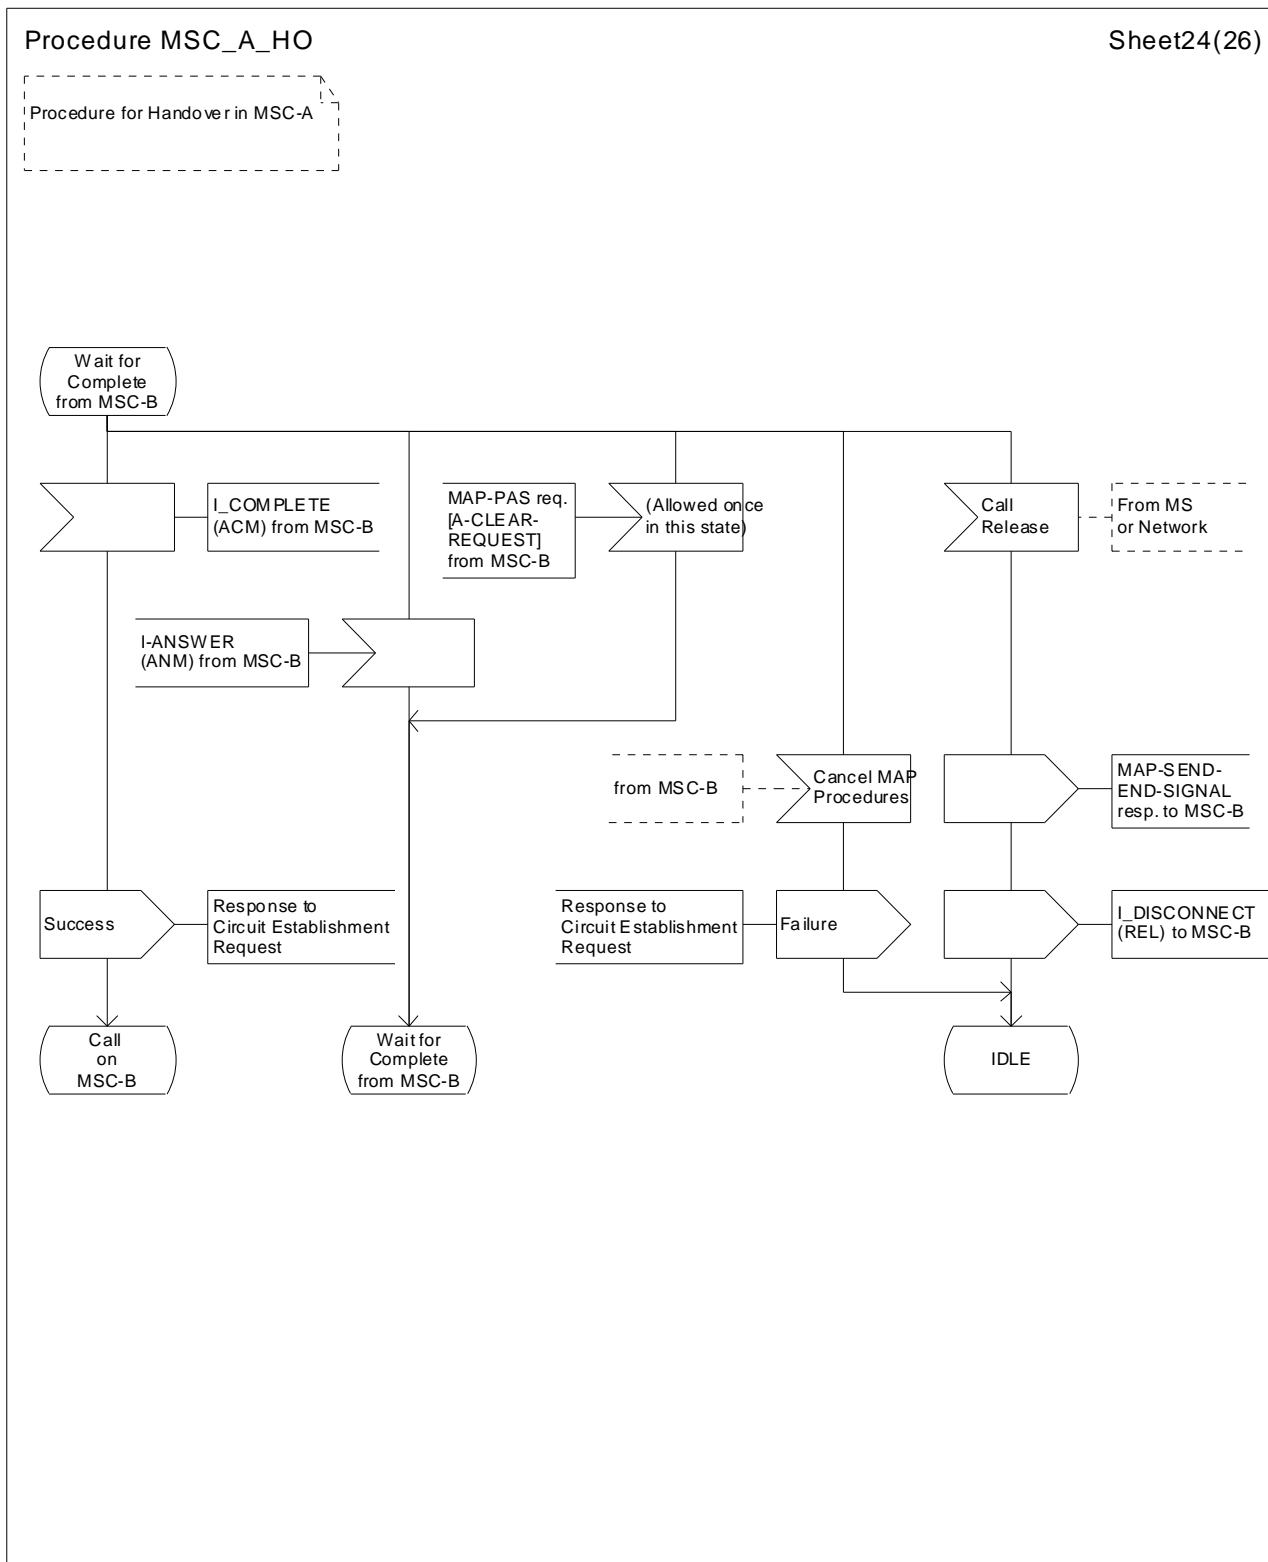 Procedure MSC_A_HO
Sheet24(26)
Procedure for Handover in MSC-A
Wait for
Complete
from MSC-B
I_COMPLETE
(ACM) from MSC-B
MAP-PAS req.
[A-CLEAR-
REQUEST]
from MSC-B
(Allowed once
in this state)
Call
Release
From MS
or Network
I-ANSWER
(ANM) from MSC-B
from MSC-B
Cancel MAP
Procedures
MAP-SEND-
END-SIGNAL
resp. to MSC-B
Success
Response to
Circuit Establishment
Request
Response to
Circuit Establishment
Request
Failure
I_DISCONNECT
(REL) to MSC-B
Call
on
MSC-B
Wait for
Complete
from MSC-B
IDLE